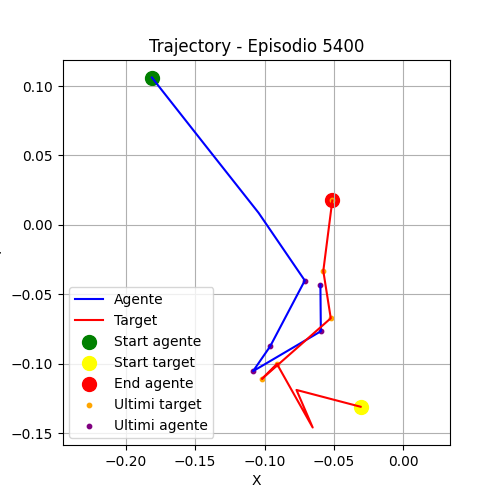 Trajectory - Episodio 5400
0.10
0.05
0.00
−0.05
−0.10
−0.15
Agente
Target
Start agente
Start target
End agente
Ultimi target
Ultimi agente
−0.20
−0.15
−0.10
−0.05
0.00
X